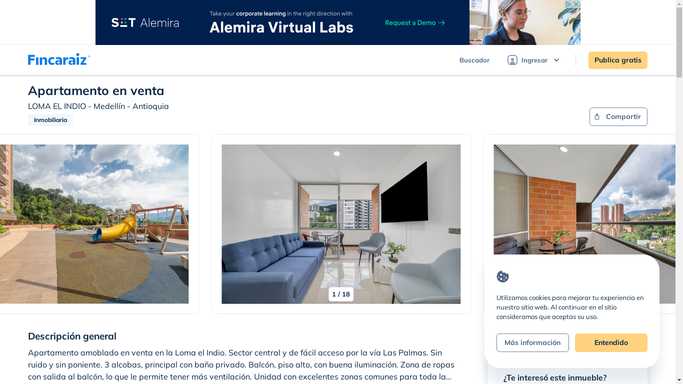 SIT Alemira
Take your corporate learning in the right direction with
Alemira Virtual Labs
Request a Demo →
Fincaraiz
Buscador
Ingresar
Publica gratis
Apartamento en venta
LOMA EL INDIO - Medellín - Antioquia
Inmobiliaria
Compartir
1 / 18
Utilizamos cookies para mejorar tu experiencia en
nuestro sitio web. Al continuar en el sitio
consideramos que aceptas su uso.
Más información
Entendido
Descripción general
Apartamento amoblado en venta en la Loma el Indio. Sector central y de fácil acceso por la vía Las Palmas. Sin
ruido y sin poniente. 3 alcobas, principal con baño privado. Balcón, piso alto, con buena iluminación. Zona de ropas
con salida al balcón, lo que le permite tener más ventilación. Unidad con excelentes zonas comunes para toda la...
¿Te interesó este inmueble?